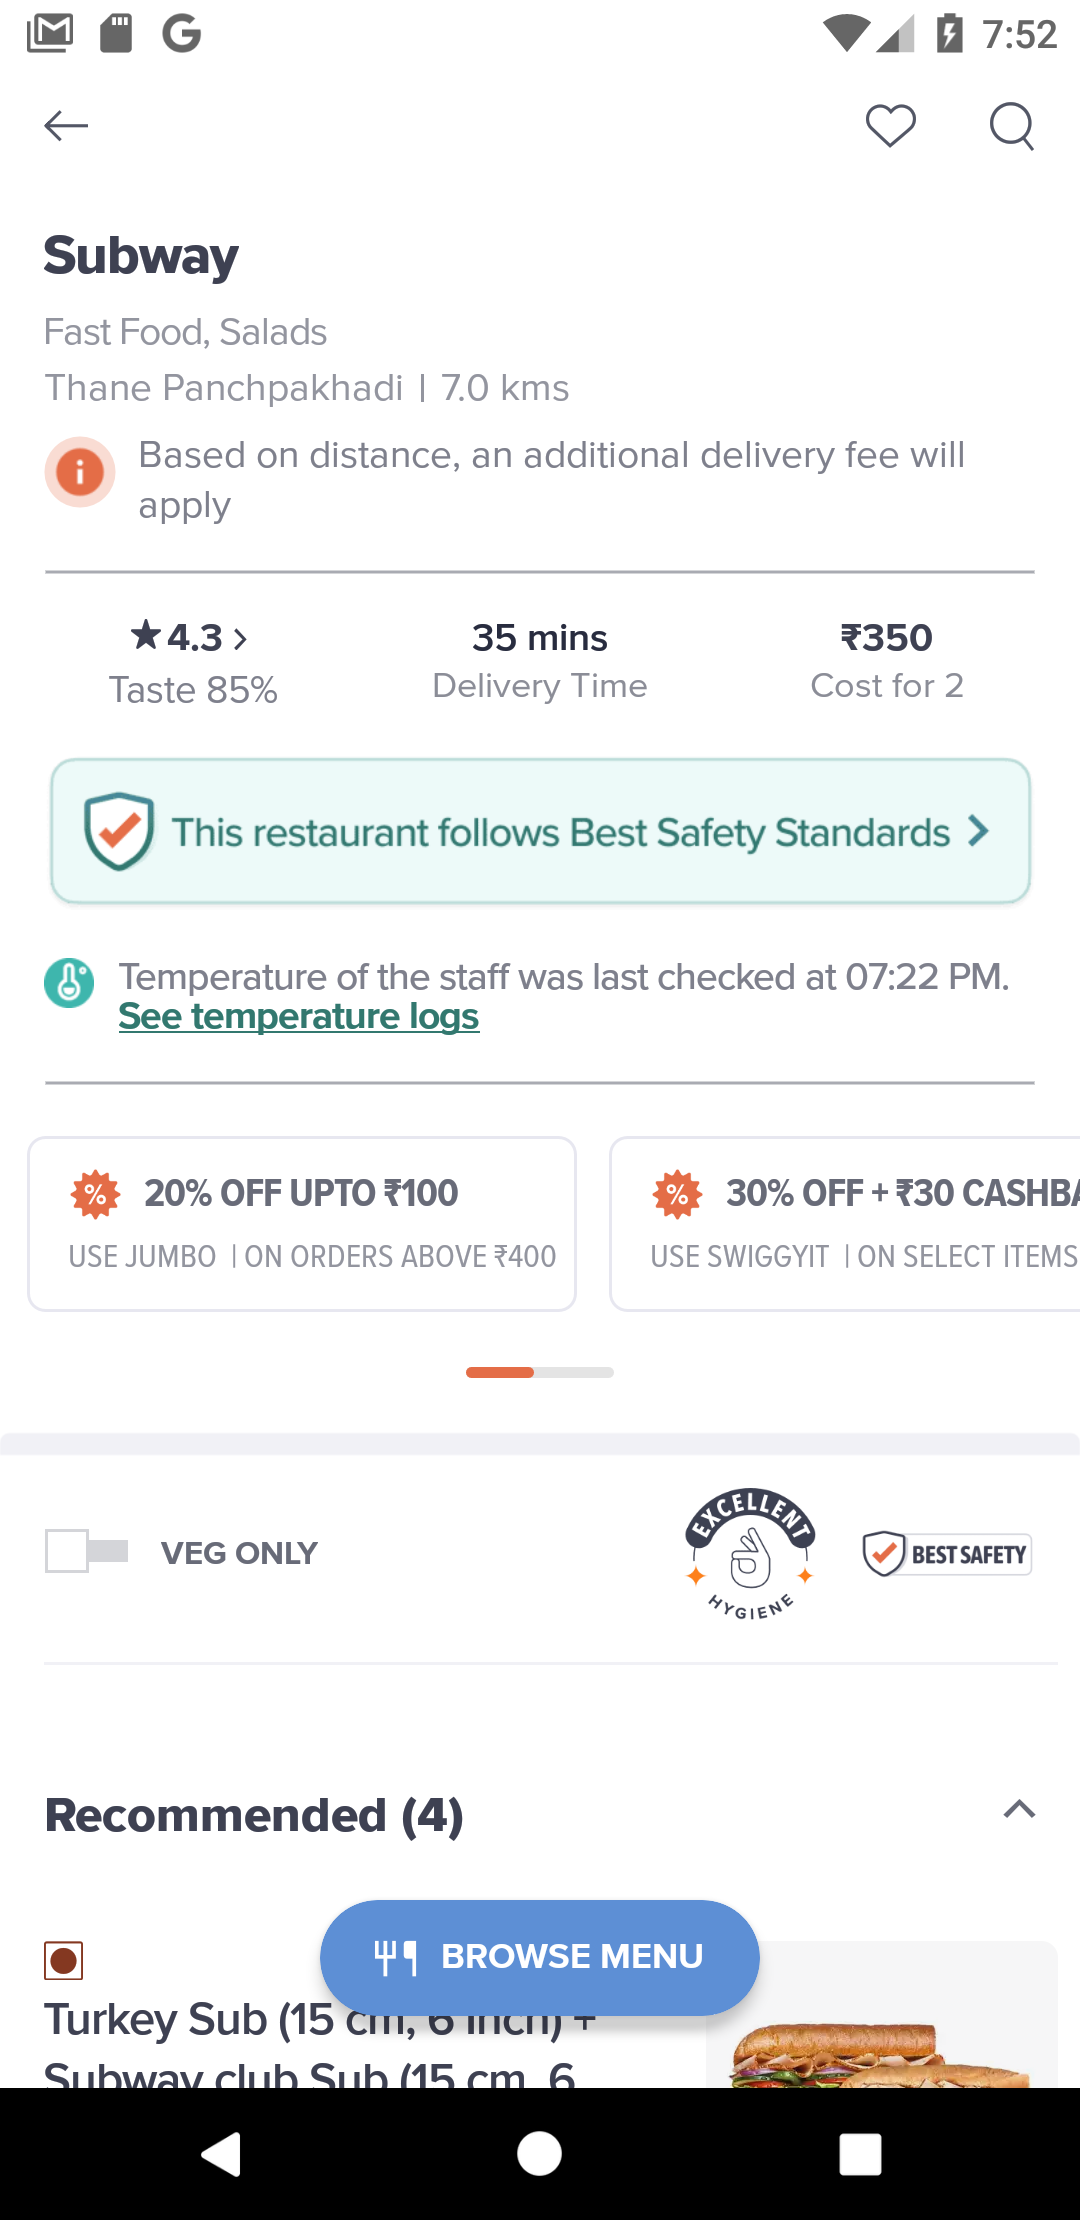 7:52
Subway
Fast Food, Salads
Thane Panchpakhadi | 7.0 kms
Based on distance, an additional delivery fee will
apply
★4.3 >
Taste 85%
35 mins
Delivery Time
₹350
Cost for 2
This restaurant follows Best Safety Standards >
Temperature of the staff was last checked at 07:22 PM.
See temperature logs
% 20% OFF UPTO ₹100
USE JUMBO | ON ORDERS ABOVE ₹400
% 30% OFF + ₹30 CASHBA
USE SWIGGYIT | ON SELECT ITEMS
VEG ONLY
EXCELLENT
HYGIENE
BEST SAFETY
Recommended (4)
BROWSE MENU
Turkey Sub (15 cm, 6 inch) +
Subway club Sub (15 cm, 6